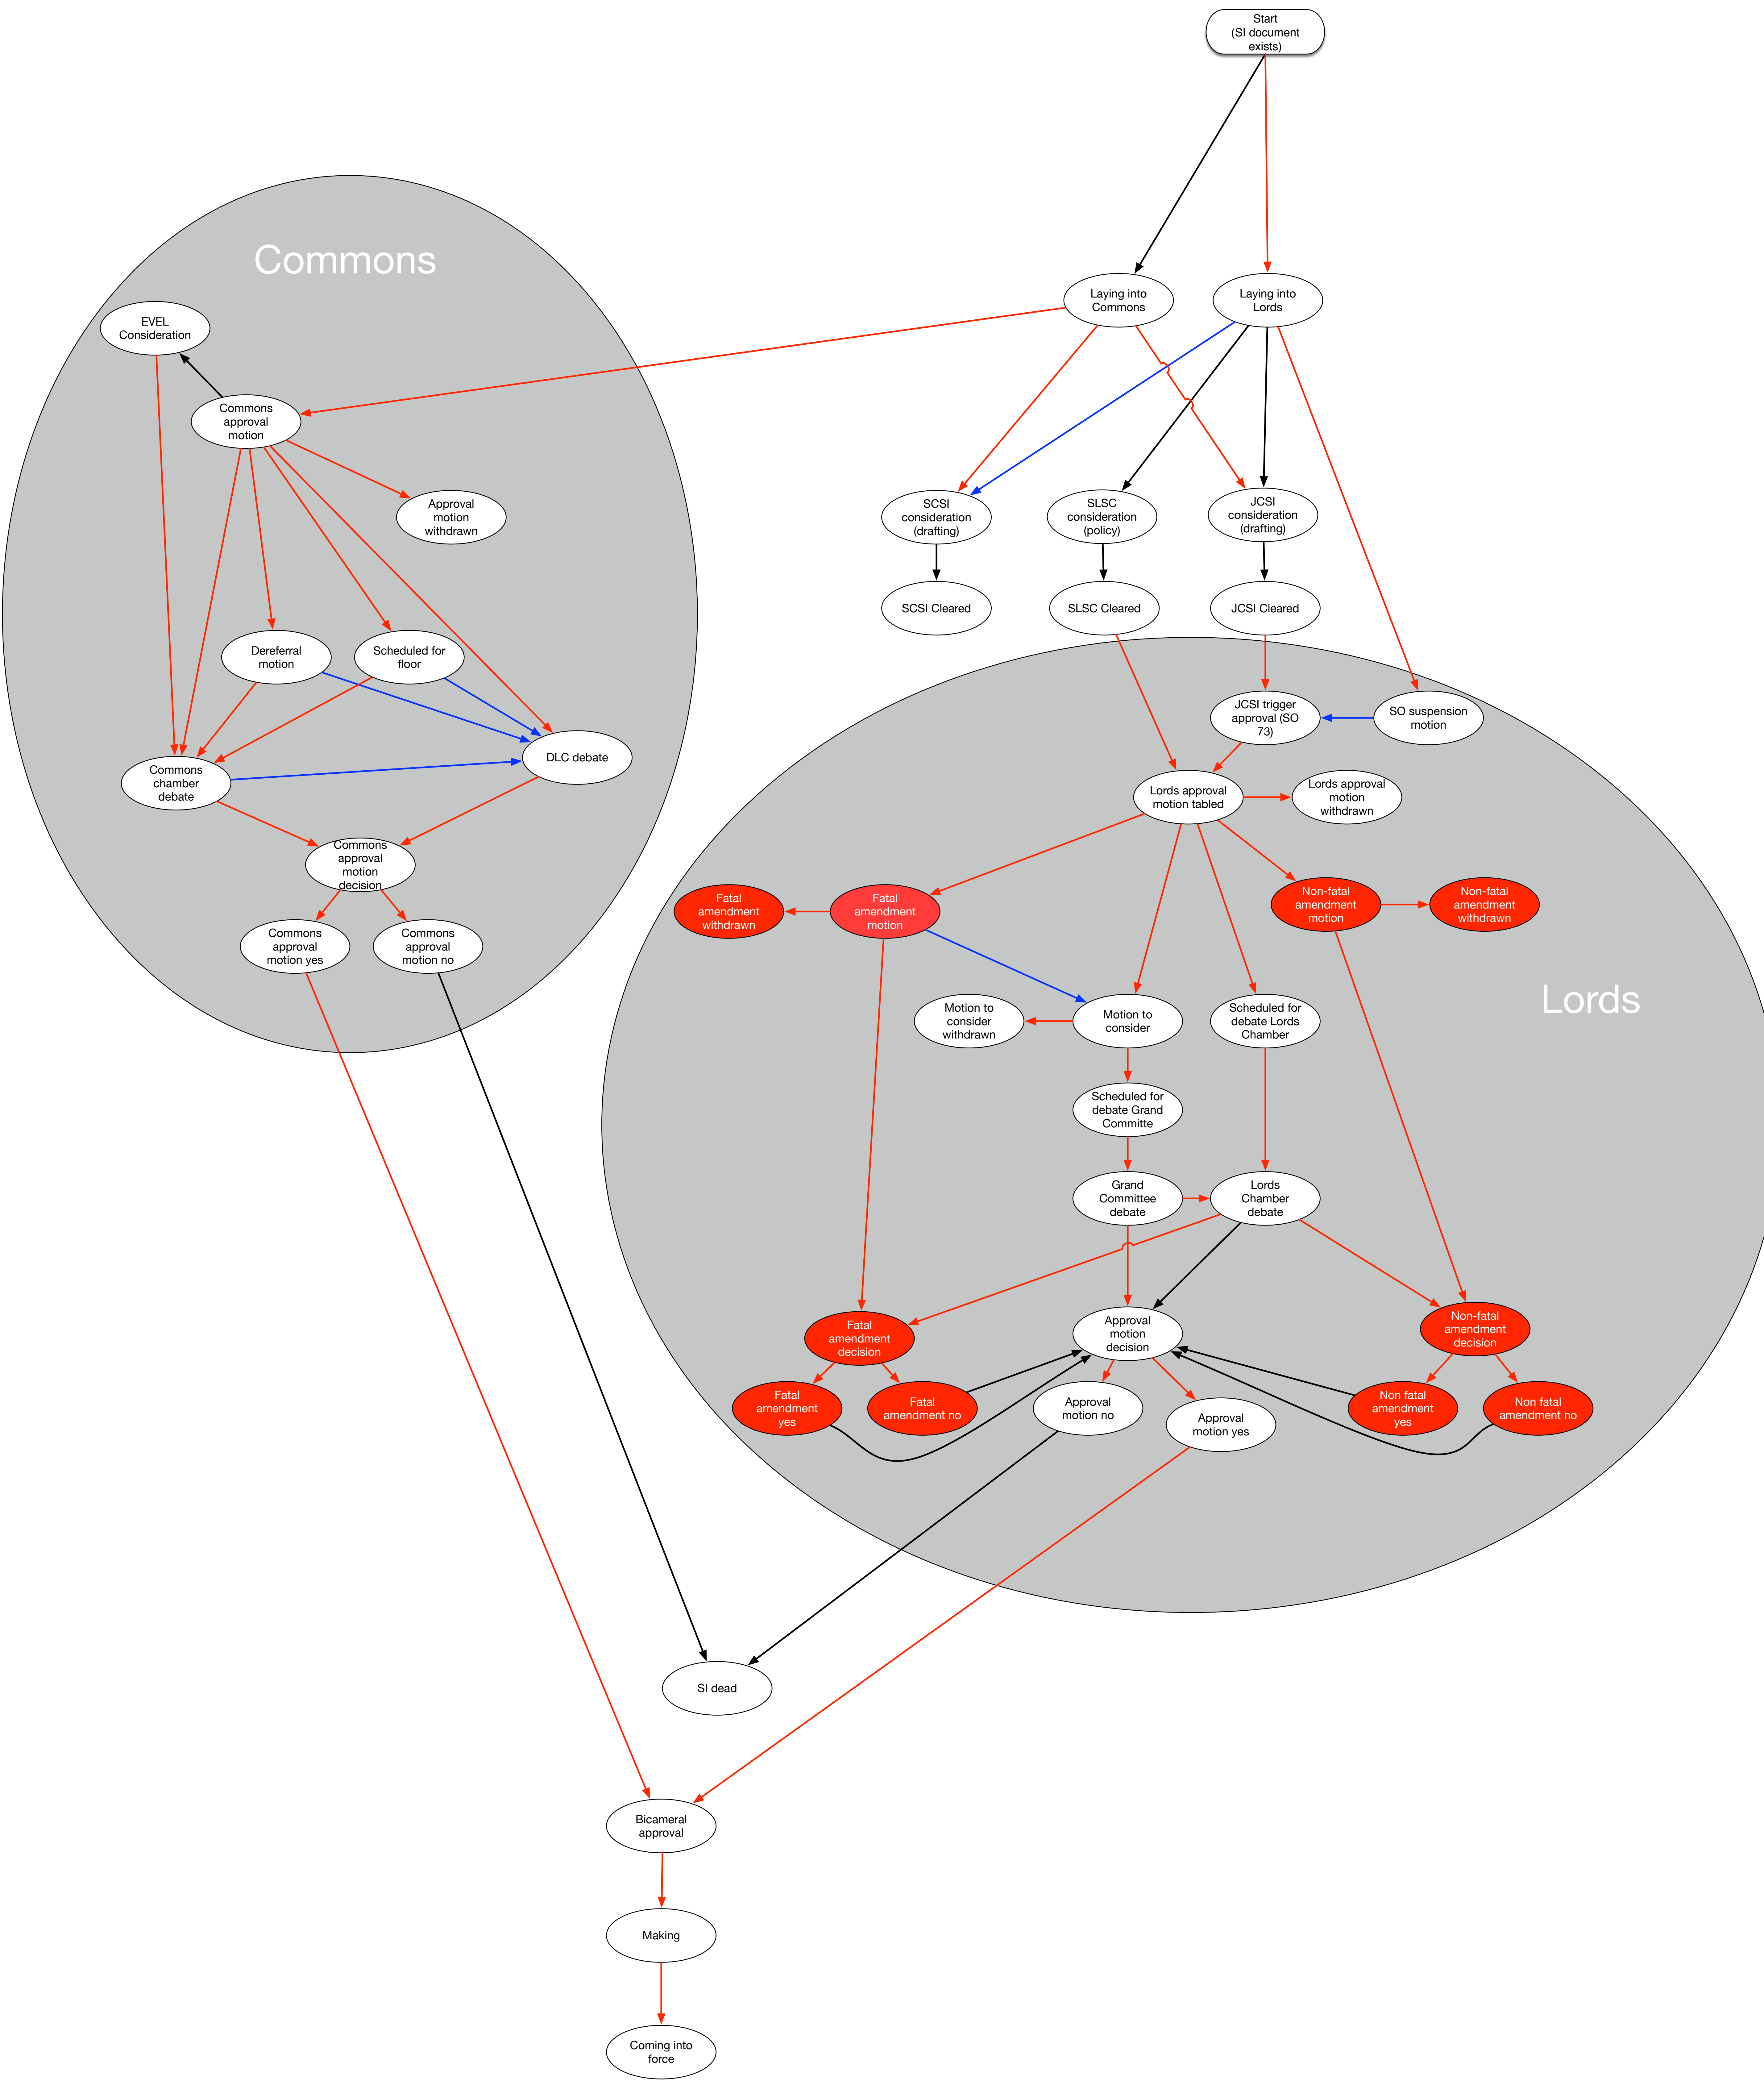 Start
(SI document
exists)
Commons
Laying into
Commons
Laying into
Lords
EVEL
Consideration
Commons
approval
motion
Approval
motion
withdrawn
SCSI
consideration
(drafting)
SLSC
consideration
(policy)
JCSI
consideration
(drafting)
SCSI Cleared
SLSC Cleared
JCSI Cleared
Dereferral
motion
Scheduled for
floor
JCSI trigger
approval (SO
73)
SO suspension
motion
DLC debate
Commons
chamber
debate
Lords approval
motion tabled
Lords approval
motion
withdrawn
Commons
approval
motion
decision
Fatal
amendment
withdrawn
Fatal
amendment
motion
Non-fatal
amendment
motion
Non-fatal
amendment
withdrawn
Commons
approval
motion yes
Commons
approval
motion no
Lords
Motion to
consider
withdrawn
Motion to
consider
Scheduled for
debate Lords
Chamber
Scheduled for
debate Grand
Committe
Grand
Committee
debate
Lords
Chamber
debate
Fatal
amendment
decision
Approval
motion
decision
Non-fatal
amendment
decision
Fatal
amendment
yes
Fatal
amendment no
Approval
motion no
Approval
motion yes
Non fatal
amendment
yes
Non fatal
amendment no
SI dead
Bicameral
approval
Making
Coming into
force